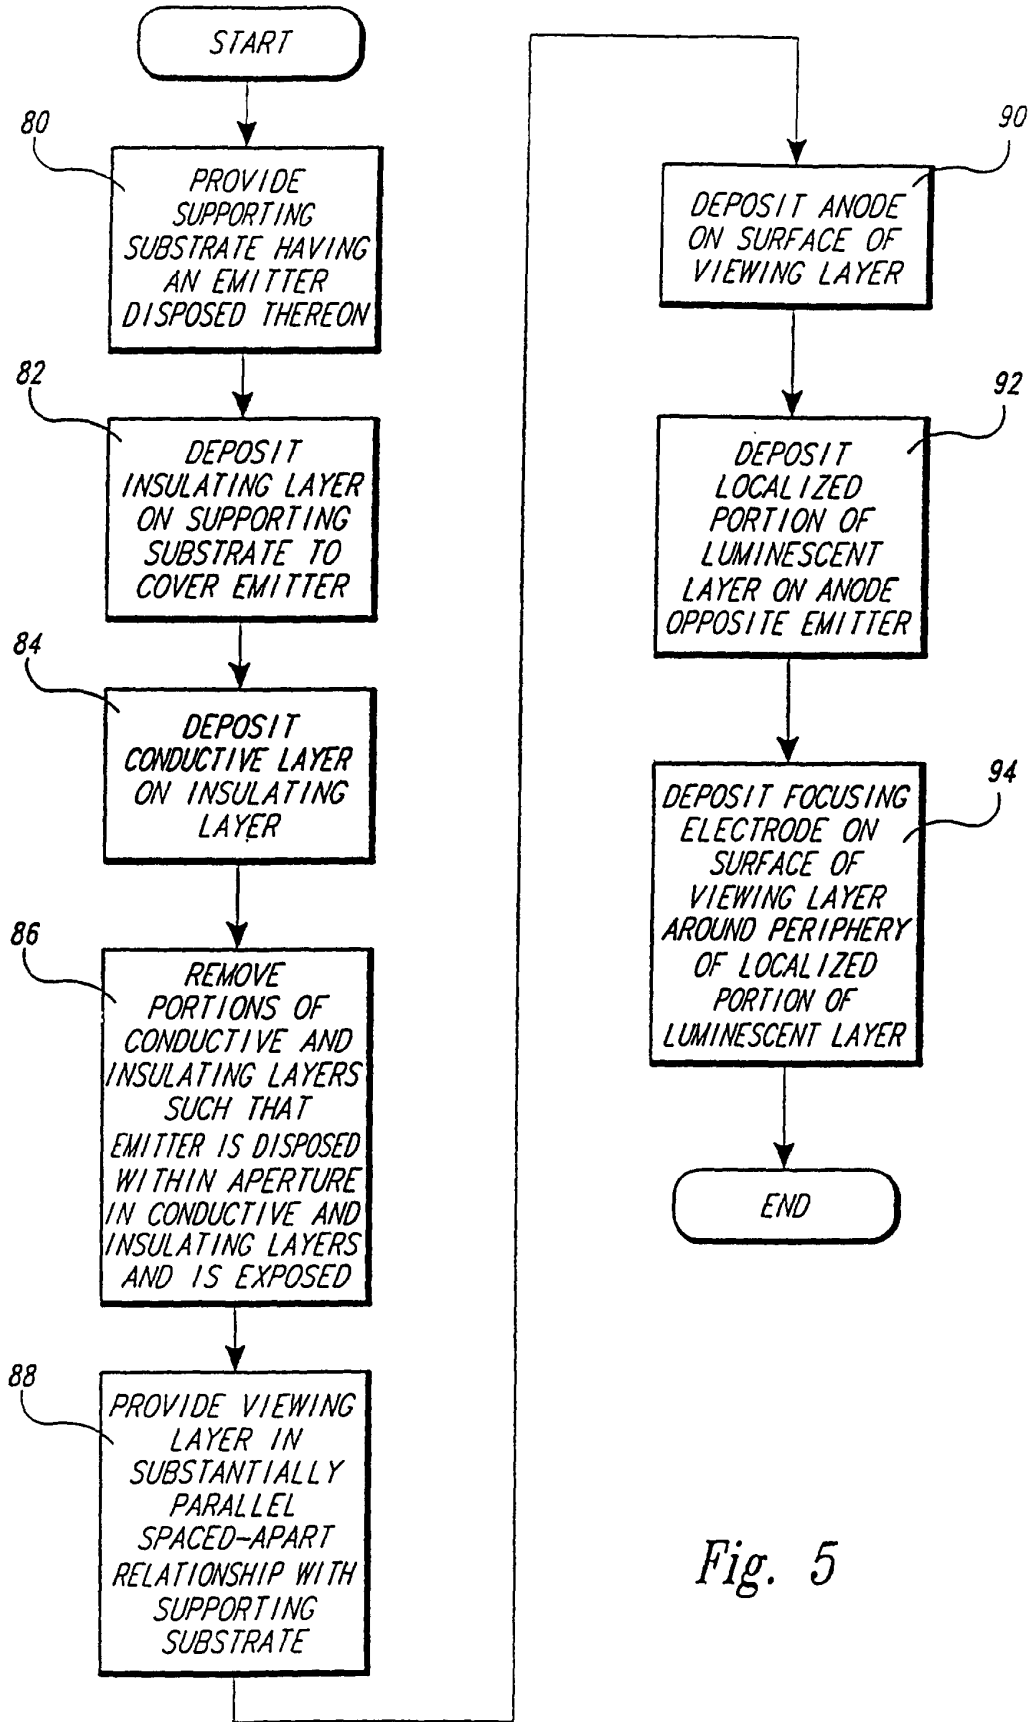 START
80
PROVIDE
SUPPORTING
SUBSTRATE HAVING
AN EMITTER
DISPOSED THEREON
82
DEPOSIT
INSULATING LAYER
ON SUPPORTING
SUBSTRATE TO
COVER EMITTER
84
DEPOSIT
CONDUCTIVE LAYER
ON INSULATING
LAYER
86
REMOVE
PORTIONS OF
CONDUCTIVE AND
INSULATING LAYERS
SUCH THAT
EMITTER IS DISPOSED
WITHIN APERTURE
IN CONDUCTIVE AND
INSULATING LAYERS
AND IS EXPOSED
88
PROVIDE VIEWING
LAYER IN
SUBSTANTIALLY
PARALLEL
SPACED-APART
RELATIONSHIP WITH
SUPPORTING
SUBSTRATE
90
DEPOSIT ANODE
ON SURFACE OF
VIEWING LAYER
92
DEPOSIT
LOCALIZED
PORTION OF
LUMINESCENT
LAYER ON ANODE
OPPOSITE EMITTER
94
DEPOSIT FOCUSING
ELECTRODE ON
SURFACE OF
VIEWING LAYER
AROUND PERIPHERY
OF LOCALIZED
PORTION OF
LUMINESCENT LAYER
END
Fig. 5